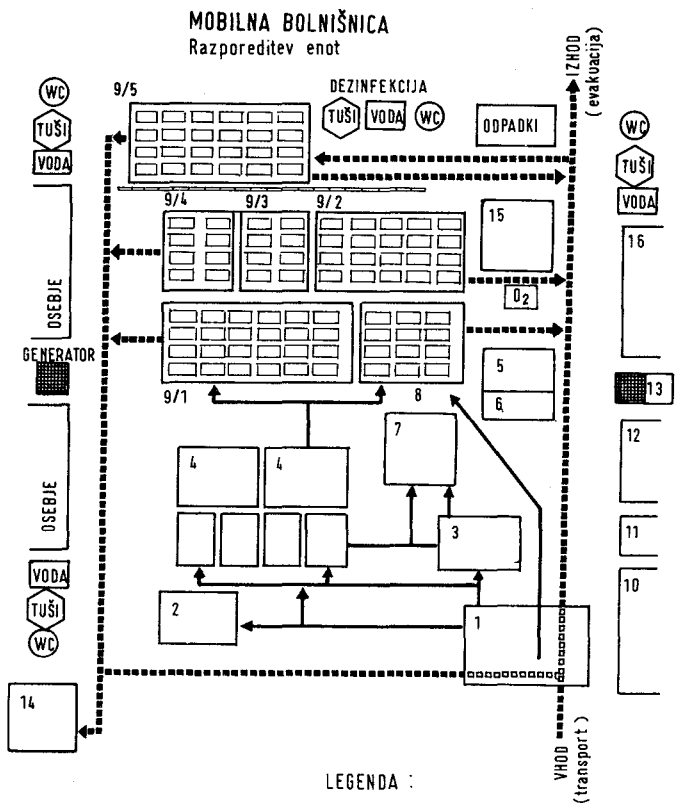 MOBILNA BOLNIŠNICA
Razporeditev enot
IZHOD
(evakuacija)
WC
TUŠI
VODA
9/5
DEZINFEKCIJA
TUŠI
VODA
WC
ODPADKI
WC
TUŠI
VODA
9/4
9/3
9/2
15
16
OSEBJE
O2
GENERATOR
5
6
13
9/1
8
7
12
4
4
OSEBJE
3
11
VODA
TUŠI
WC
2
1
10
14
VHOD
(transport)
LEGENDA :